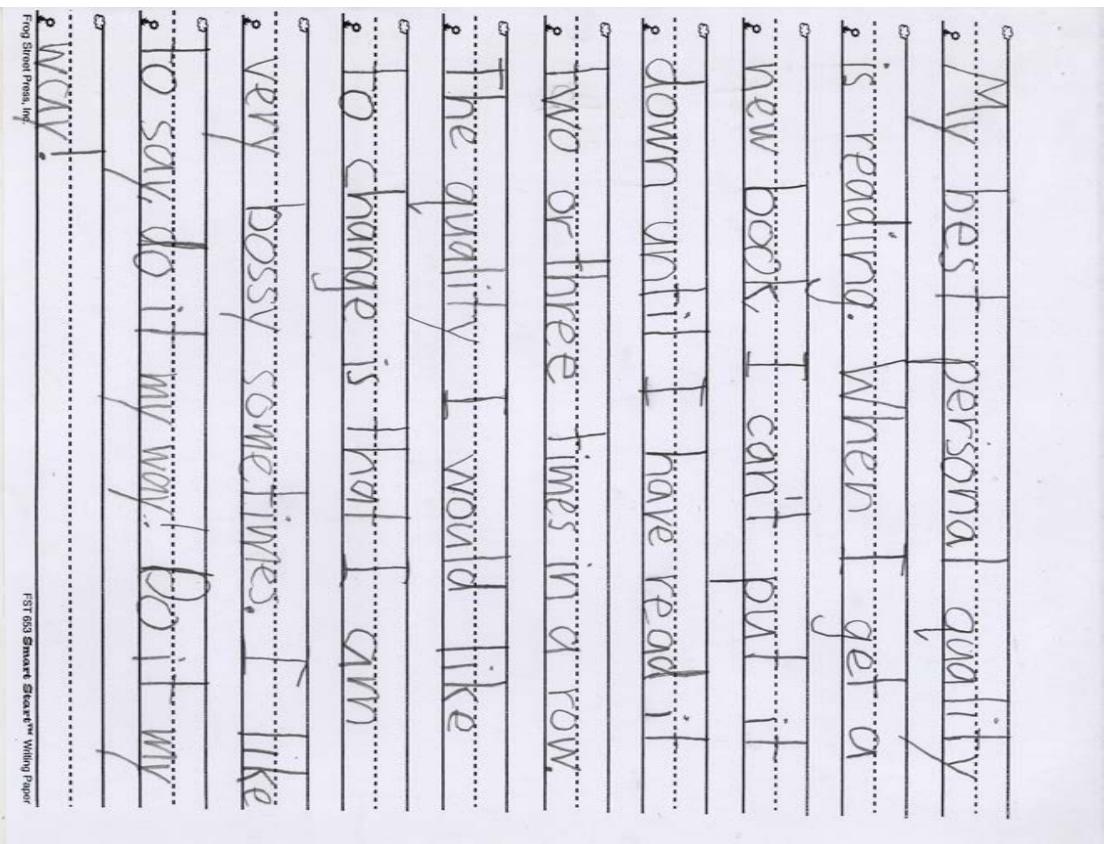 My best personal quality
is reading. When I get a
new book I can't put it
down until I have read it
two or three times in a row.
The quality I would like
to change is that I am
very bossy sometimes. I like
to say, do it my way. Do it my
way!
Frog Street Press, Inc. FST 653 Smart Start™ Writing Paper